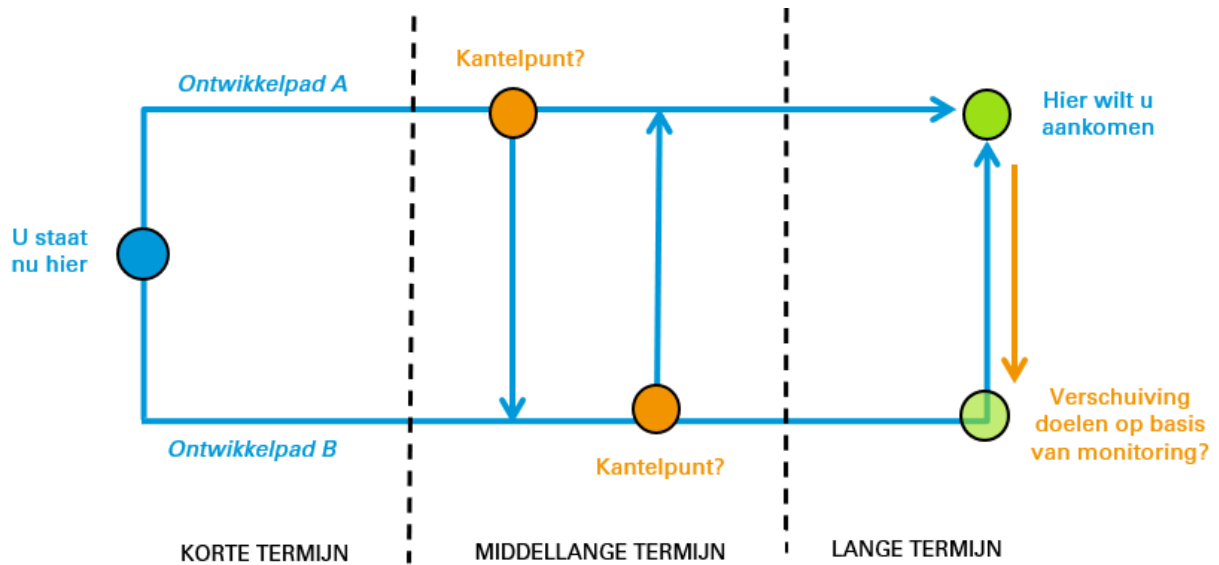 Kantelpunt?
Ontwikkelpad A
Hier wilt u
aankomen
U staat
nu hier
Verschuiving
doelen op basis
van monitoring?
Ontwikkelpad B
Kantelpunt?
KORTE TERMIJN
MIDDELLANGE TERMIJN
LANGE TERMIJN